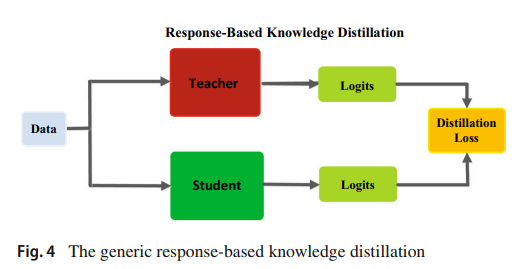 Response-Based Knowledge Distillation
Teacher
Logits
Data
Distillation
Loss
Student
Logits
Fig. 4 The generic response-based knowledge distillation